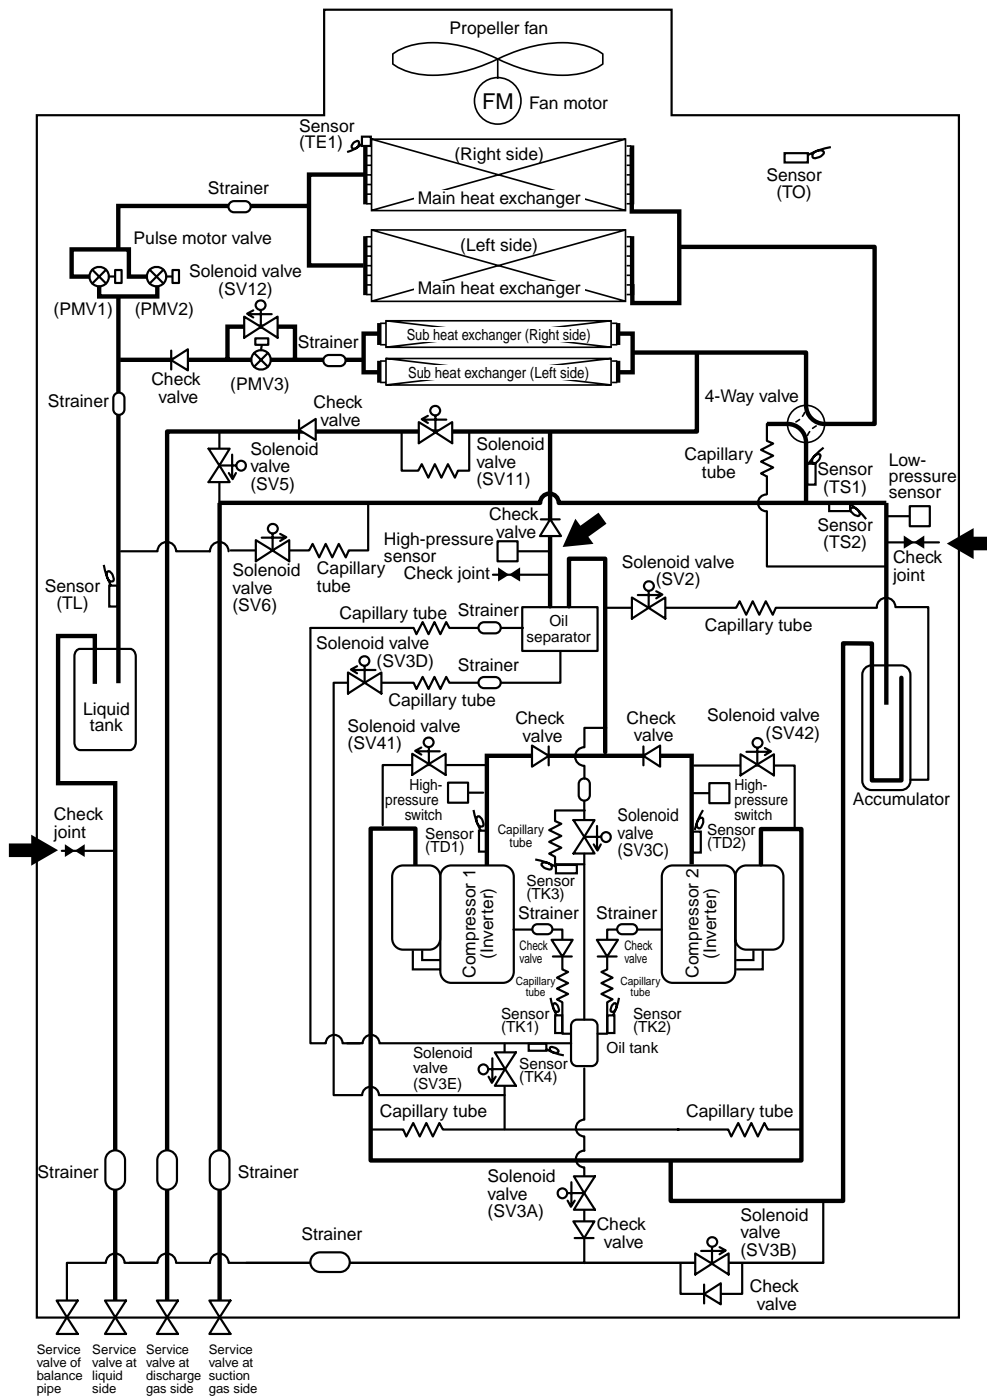 Propeller fan
FM
Fan motor
Sensor
(TE1)
(Right side)
Main heat exchanger
Sensor
(TO)
Strainer
(Left side)
Main heat exchanger
Pulse motor valve
Solenoid valve
(SV12)
(PMV1)
(PMV2)
Sub heat exchanger (Right side)
Sub heat exchanger (Left side)
Strainer
Check
valve
(PMV3)
Strainer
4-Way valve
Check
valve
Solenoid
valve
(SV5)
Solenoid
valve
(SV11)
Capillary
tube
Sensor
(TS1)
Low-
pressure
sensor
Sensor
(TS2)
Check
valve
High-pressure
sensor
Check joint
Check
joint
Solenoid
valve
(SV6)
Capillary
tube
Sensor
(TL)
Solenoid valve
(SV2)
Capillary tube
Capillary tube
Strainer
Oil
separator
Solenoid valve
(SV3D)
Strainer
Capillary tube
Liquid
tank
Solenoid valve
(SV41)
Check
valve
Check
valve
Solenoid valve
(SV42)
High-
pressure
switch
High-
pressure
switch
Accumulator
Check
joint
Sensor
(TD1)
Capillary
tube
Solenoid
valve
(SV3C)
Sensor
(TD2)
Sensor
(TK3)
Compressor 1
(Inverter)
Compressor 2
(Inverter)
Strainer
Strainer
Check
valve
Check
valve
Capillary
tube
Capillary
tube
Sensor
(TK1)
Sensor
(TK2)
Oil tank
Solenoid
valve
(SV3E)
Sensor
(TK4)
Capillary tube
Capillary tube
Strainer
Strainer
Solenoid
valve
(SV3A)
Check
valve
Strainer
Solenoid
valve
(SV3B)
Check
valve
Service
valve of
balance
pipe
Service
valve at
liquid
side
Service
valve at
discharge
gas side
Service
valve at
suction
gas side